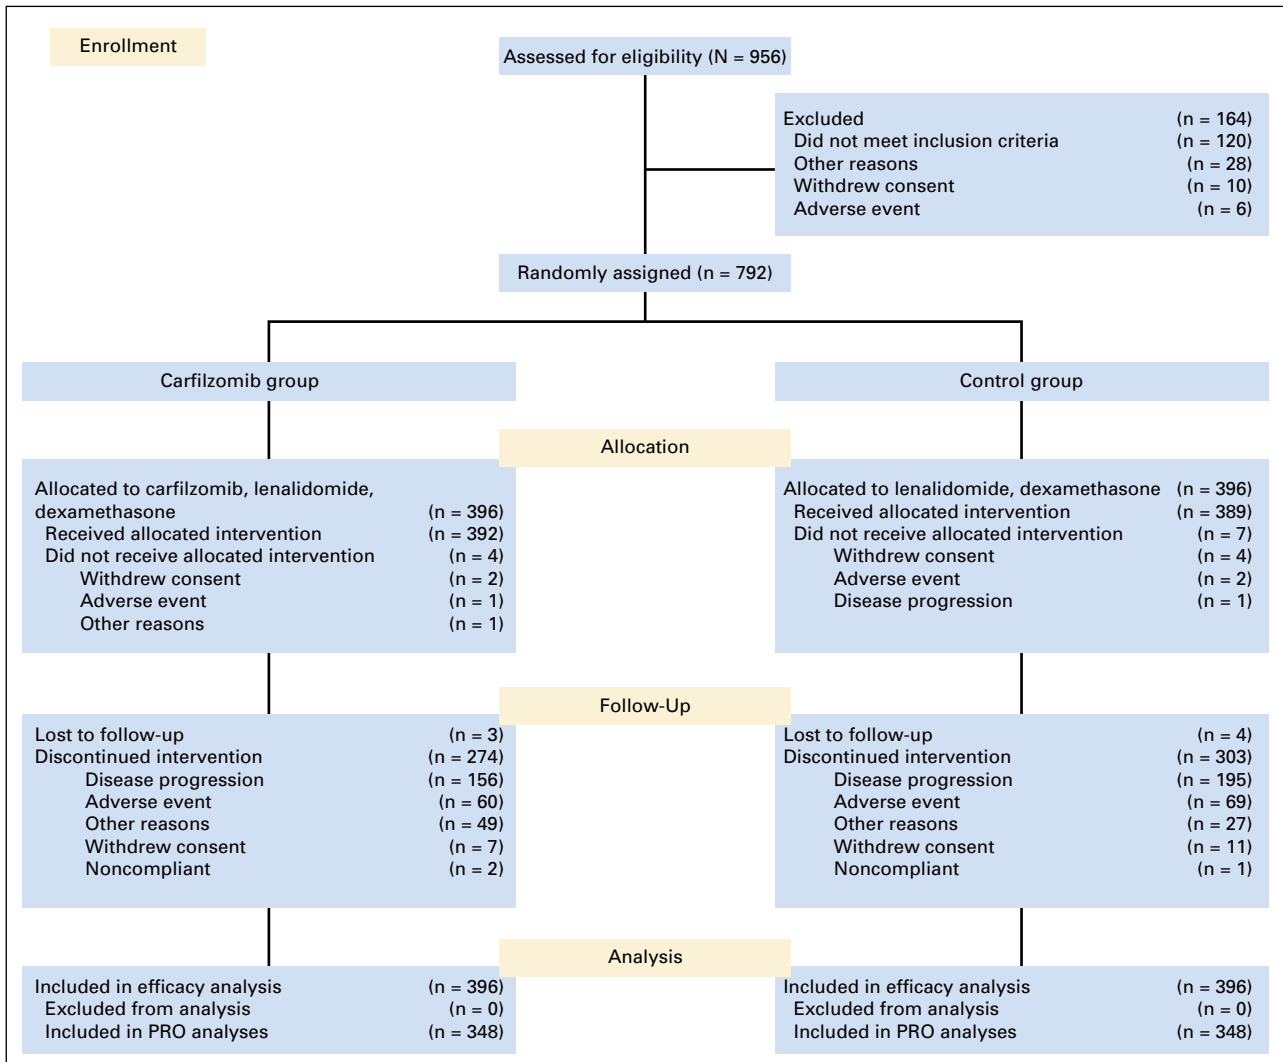 Enrollment
Assessed for eligibility (N = 956)
Excluded (n = 164)
Did not meet inclusion criteria (n = 120)
Other reasons (n = 28)
Withdrew consent (n = 10)
Adverse event (n = 6)
Randomly assigned (n = 792)
Carfilzomib group
Control group
Allocation
Allocated to carfilzomib, lenalidomide,
dexamethasone (n = 396)
Received allocated intervention (n = 392)
Did not receive allocated intervention (n = 4)
Withdrew consent (n = 2)
Adverse event (n = 1)
Other reasons (n = 1)
Allocated to lenalidomide, dexamethasone (n = 396)
Received allocated intervention (n = 389)
Did not receive allocated intervention (n = 7)
Withdrew consent (n = 4)
Adverse event (n = 2)
Disease progression (n = 1)
Follow-Up
Lost to follow-up (n = 3)
Discontinued intervention (n = 274)
Disease progression (n = 156)
Adverse event (n = 60)
Other reasons (n = 49)
Withdrew consent (n = 7)
Noncompliant (n = 2)
Lost to follow-up (n = 4)
Discontinued intervention (n = 303)
Disease progression (n = 195)
Adverse event (n = 69)
Other reasons (n = 27)
Withdrew consent (n = 11)
Noncompliant (n = 1)
Analysis
Included in efficacy analysis (n = 396)
Excluded from analysis (n = 0)
Included in PRO analyses (n = 348)
Included in efficacy analysis (n = 396)
Excluded from analysis (n = 0)
Included in PRO analyses (n = 348)